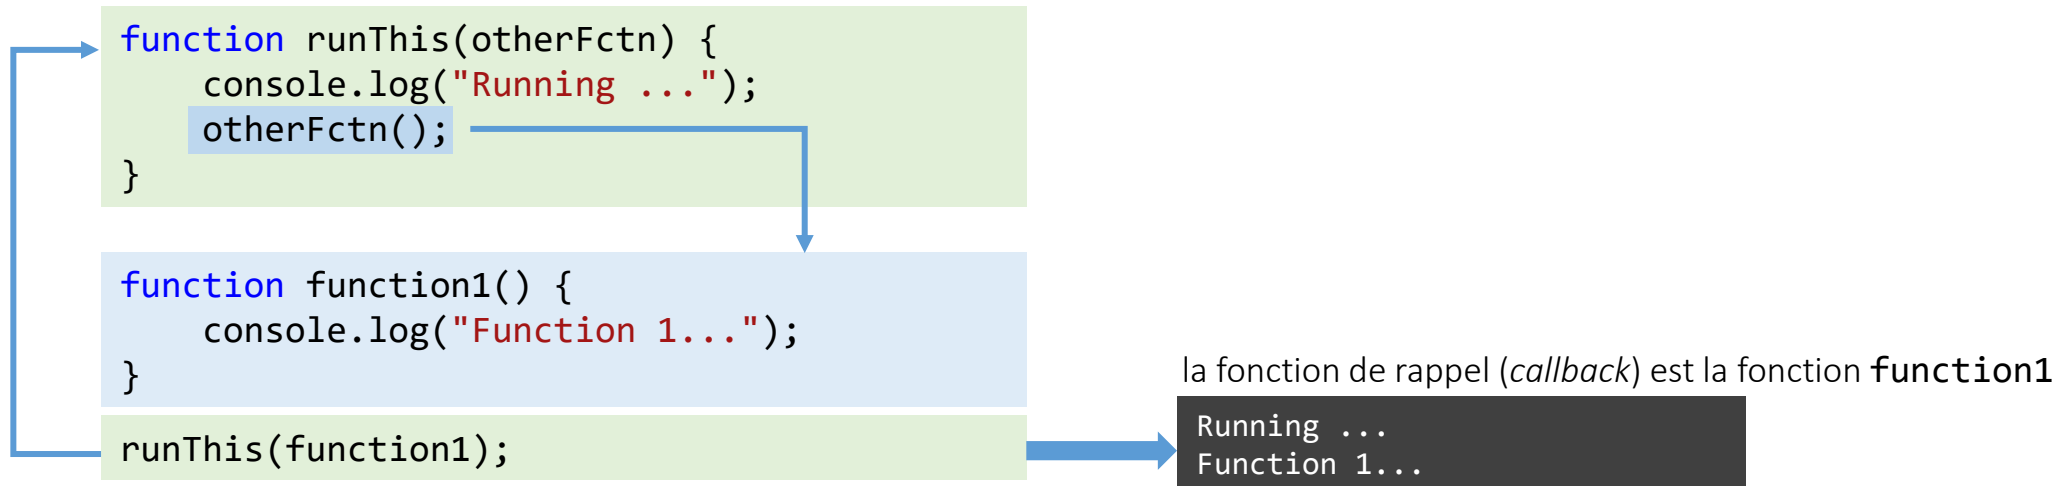 function runThis(otherFctn) {
    console.log("Running ...");
    otherFctn();
}
function function1() {
    console.log("Function 1...");
}
runThis(function1);
la fonction de rappel (callback) est la fonction function1
Running ...
Function 1...